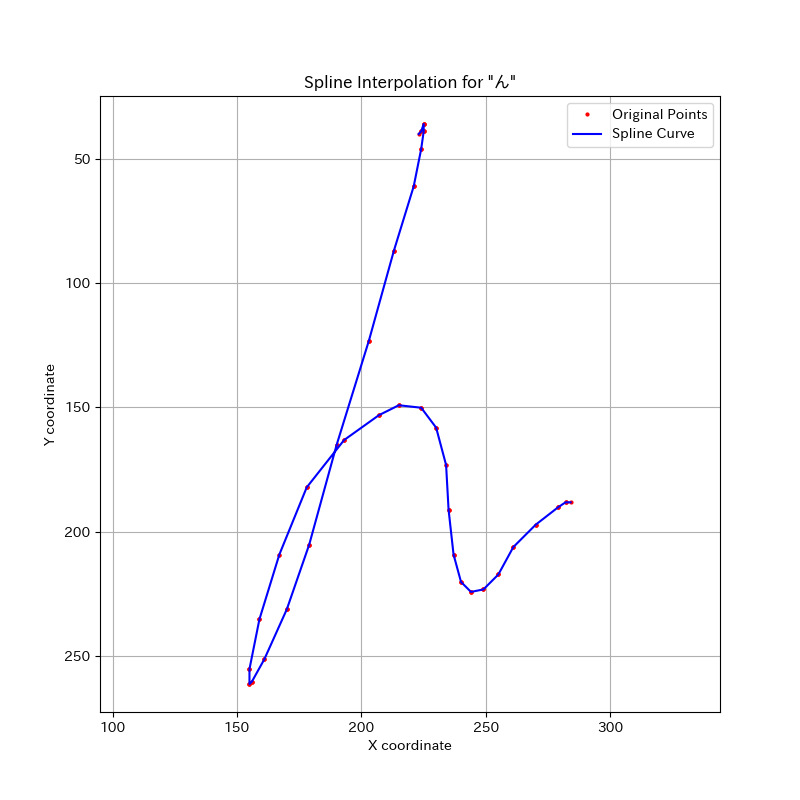 Spline Interpolation for "ん"
Original Points
Spline Curve
50
100
150
200
250
Y coordinate
100 150 200 250 300
X coordinate